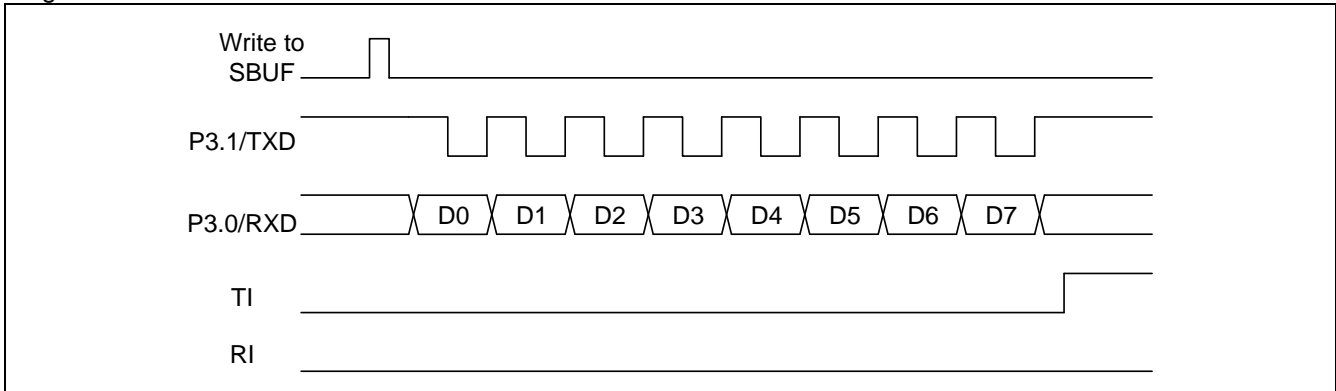 Write to
SBUF
P3.1/TXD
P3.0/RXD D0 D1 D2 D3 D4 D5 D6 D7
TI
RI